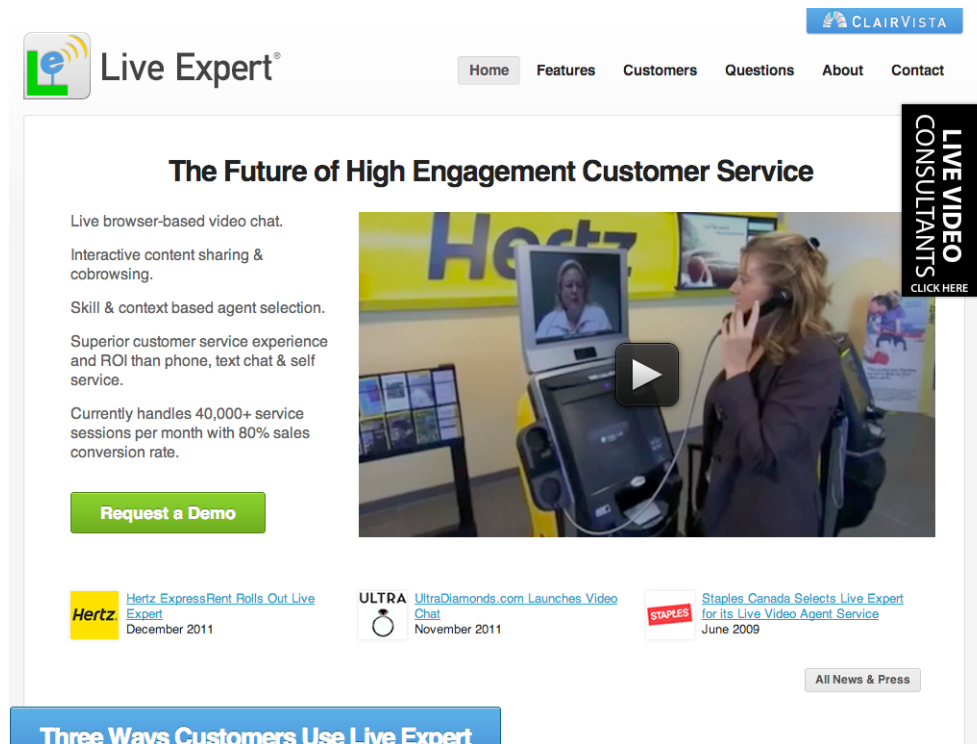 CLAIRVISTA
Le
Live Expert®
Home
Features
Customers
Questions
About
Contact
LIVE VIDEO
CONSULTANTS
CLICK HERE
The Future of High Engagement Customer Service
Live browser-based video chat.
Interactive content sharing &
cobrowsing.
Skill & context based agent selection.
Superior customer service experience
and ROI than phone, text chat & self
service.
Currently handles 40,000+ service
sessions per month with 80% sales
conversion rate.
Request a Demo
Hertz
Hertz.
Hertz ExpressRent Rolls Out Live
Expert
December 2011
ULTRA
UltraDiamonds.com Launches Video
Chat
November 2011
STAPLES
Staples Canada Selects Live Expert
for its Live Video Agent Service
June 2009
All News & Press
Three Ways Customers Use Live Expert